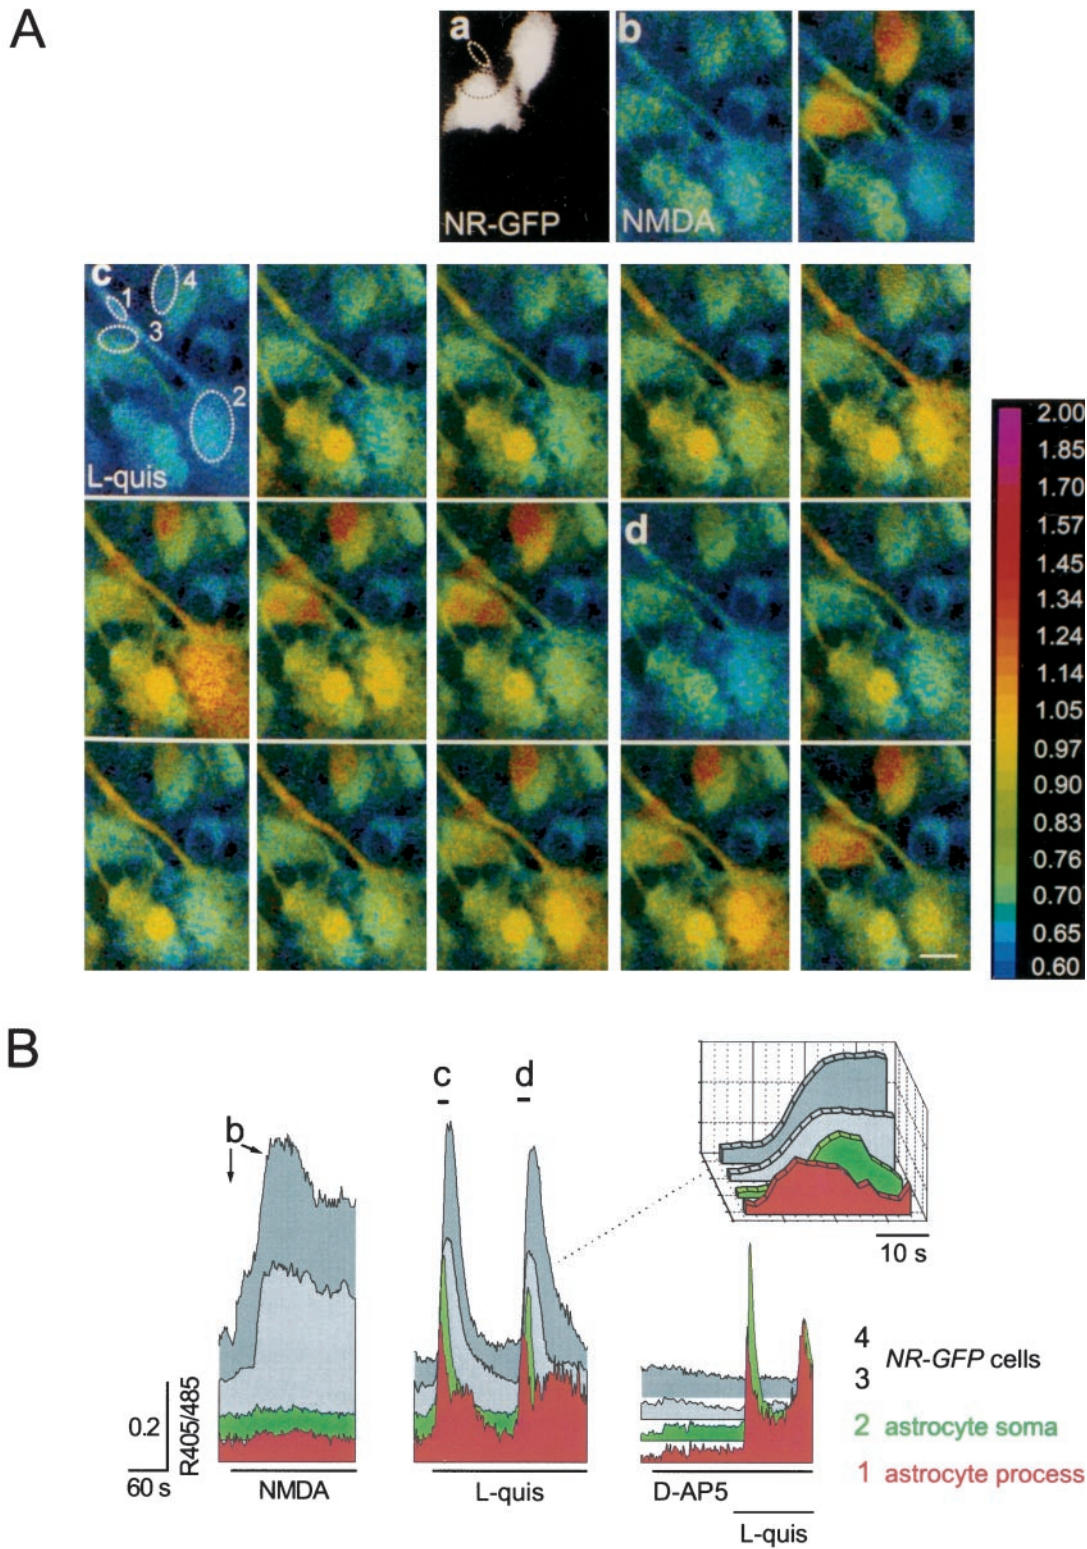 A
a
b
NR-GFP
NMDA
c
4
1
3
2
L-quis
d
2.00
1.85
1.70
1.57
1.45
1.34
1.24
1.14
1.05
0.97
0.90
0.83
0.76
0.70
0.65
0.60
B
c
d
b
10 s
4
3
NR-GFP cells
2 astrocyte soma
1 astrocyte process
0.2
R405/485
60 s
NMDA
L-quis
D-AP5
L-quis